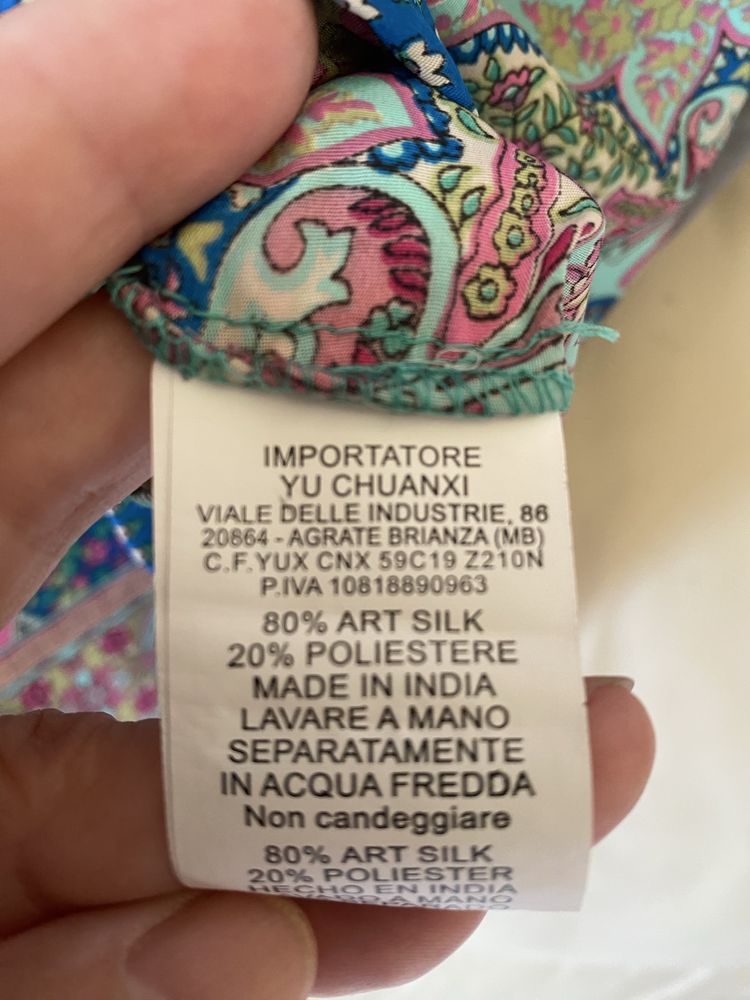 IMPORTATORE
YU CHUANXI
VIALE DELLE INDUSTRIE, 86
20864 - AGRATE BRIANZA (MB)
C.F.YUX CNX 59C19 Z210N
P.IVA 10818890963
80% ART SILK
20% POLIESTERE
MADE IN INDIA
LAVARE A MANO
SEPARATAMENTE
IN ACQUA FREDDA
Non candeggiare
80% ART SILK
20% POLIESTER
HECHO EN INDIA
A MANO